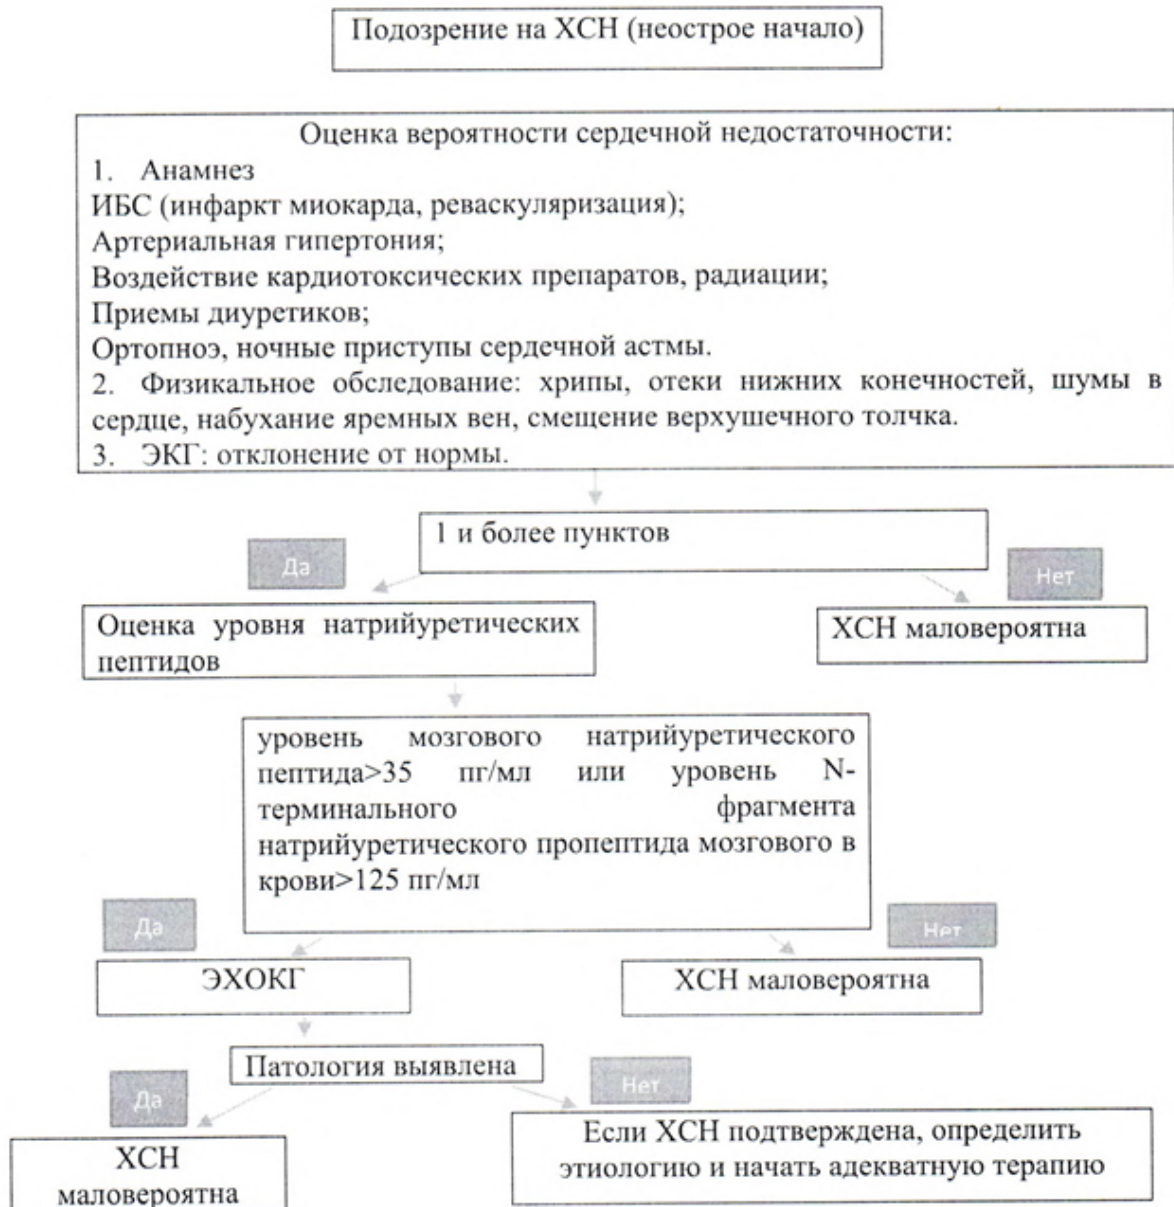 Подозрение на ХСН (неострое начало)
Оценка вероятности сердечной недостаточности:
1. Анамнез
ИБС (инфаркт миокарда, реваскуляризация);
Артериальная гипертония;
Воздействие кардиотоксических препаратов, радиации;
Приемы диуретиков;
Ортопноэ, ночные приступы сердечной астмы.
2. Физикальное обследование: хрипы, отеки нижних конечностей, шумы в
сердце, набухание яремных вен, смещение верхушечного толчка.
3. ЭКГ: отклонение от нормы.
1 и более пунктов
Да
Нет
Оценка уровня натрийуретических
пептидов
ХСН маловероятна
уровень мозгового натрийуретического
пептида>35 пг/мл или уровень N-
терминального фрагмента
натрийуретического пропептида мозгового в
крови>125 пг/мл
Да
Нет
ЭХОКГ
ХСН маловероятна
Патология выявлена
Да
Нет
ХСН
маловероятна
Если ХСН подтверждена, определить
этиологию и начать адекватную терапию